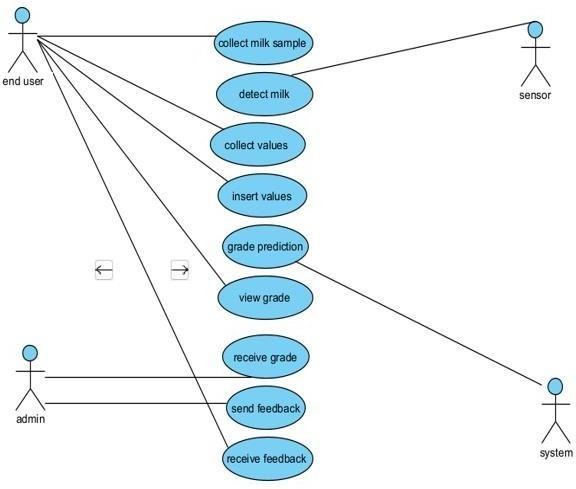 collect milk sample
end user
detect milk
sensor
collect values
insert values
grade prediction
view grade
receive grade
send feedback
admin
receive feedback
system